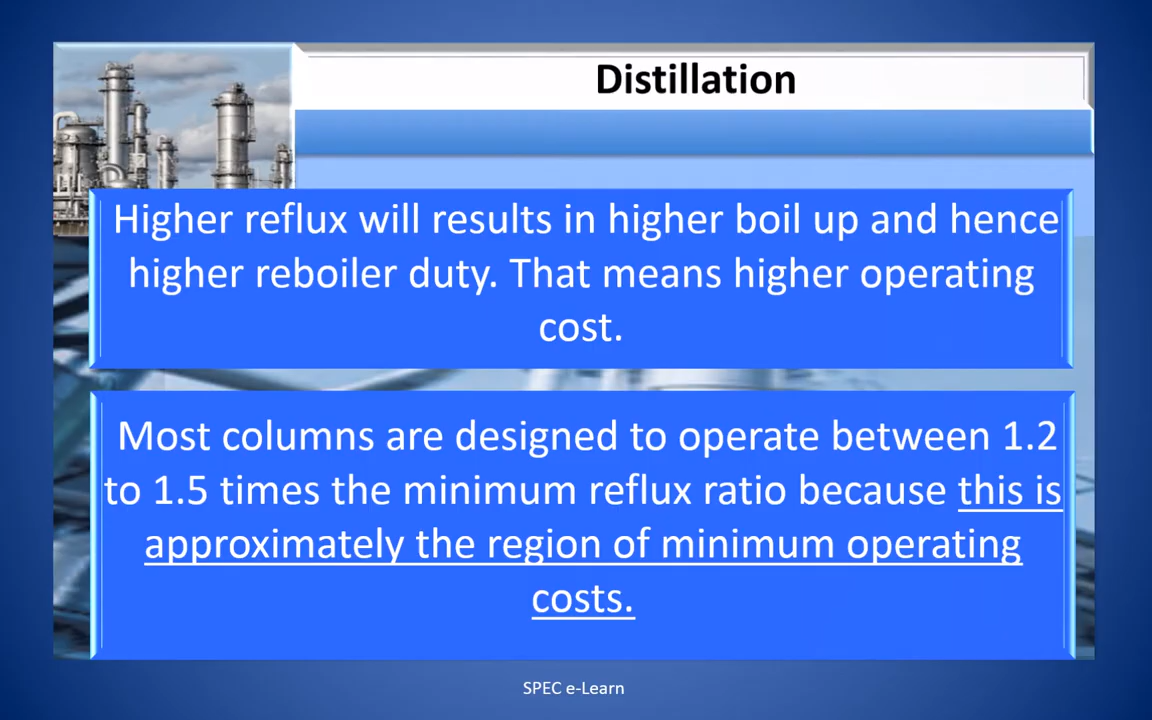 Distillation
Higher reflux will results in higher boil up and hence
higher reboiler duty. That means higher operating
cost.
Most columns are designed to operate between 1.2
to 1.5 times the minimum reflux ratio because this is
approximately the region of minimum operating
costs.
SPEC e-Learn